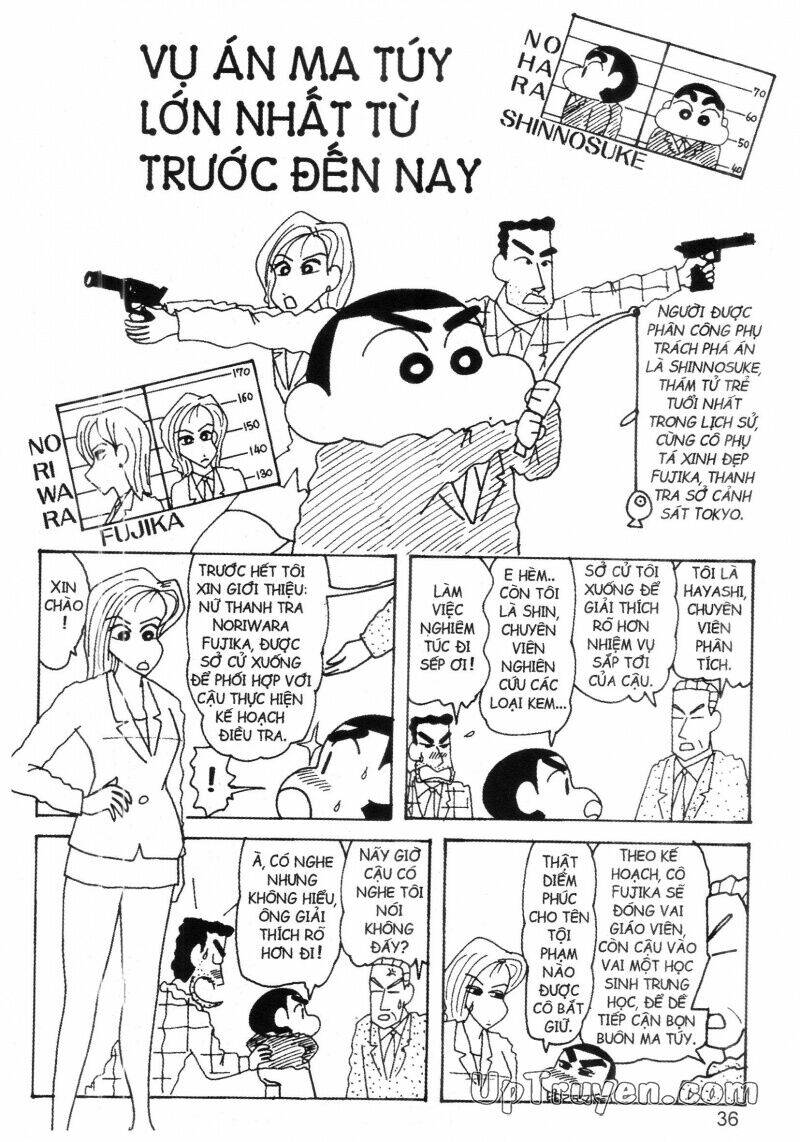 VỤ ÁN MA TÚY
LỚN NHẤT TỪ
TRƯỚC ĐẾN NAY
NO
HA
RA
SHINNOSUKE
70
60
50
40
NGƯỜI ĐƯỢC
PHÂN CÔNG PHỤ
TRÁCH PHÁ ÁN
LÀ SHINNOSUKE,
THÁM TỬ TRẺ
TUỔI NHẤT
TRONG LỊCH SỬ,
CÙNG CÔ PHỤ
TÁ XINH ĐẸP
FUJIKA, THANH
TRA SỞ CẢNH
SÁT TOKYO.
NO
RI
WA
RA
FUJIKA
170
160
150
140
130
XIN
CHÀO
!
TRƯỚC HẾT TÔI
XIN GIỚI THIỆU:
NỮ THANH TRA
NORIWARA
FUJIKA, ĐƯỢC
SỞ CỬ XUỐNG
ĐỂ PHỐI HỢP VỚI
CẬU THỰC HIỆN
KẾ HOẠCH
ĐIỀU TRA.
!
TÔI LÀ
HAYASHI,
CHUYÊN
VIÊN
PHÂN
TÍCH.
SỞ CỬ TÔI
XUỐNG ĐỂ
GIẢI THÍCH
RÕ HƠN
NHIỆM VỤ
SẮP TỚI
CỦA CẬU.
E HÈM..
CÒN TÔI
LÀ SHIN,
CHUYÊN
VIÊN
NGHIÊN
CỨU CÁC
LOẠI KEM...
LÀM
VIỆC
NGHIÊM
TÚC ĐI
SẾP ƠI!
NÃY GIỜ
CẬU CÓ
NGHE TÔI
NÓI
KHÔNG
ĐẤY?
À, CÓ NGHE
NHƯNG
KHÔNG HIỂU,
ÔNG GIẢI
THÍCH RÕ
HƠN ĐI!
THEO KẾ
HOẠCH, CÔ
FUJIKA SẼ
ĐÓNG VAI
GIÁO VIÊN,
CÒN CẬU VÀO
VAI MỘT HỌC
SINH TRUNG
HỌC, ĐỂ DỄ
TIẾP CẬN BỌN
BUÔN MA TÚY.
THẬT
DIỄM
PHÚC
CHO TÊN
TỘI
PHẠM
NÀO
ĐƯỢC
CÔ BẮT
GIỮ.
UpTruyen.com
36